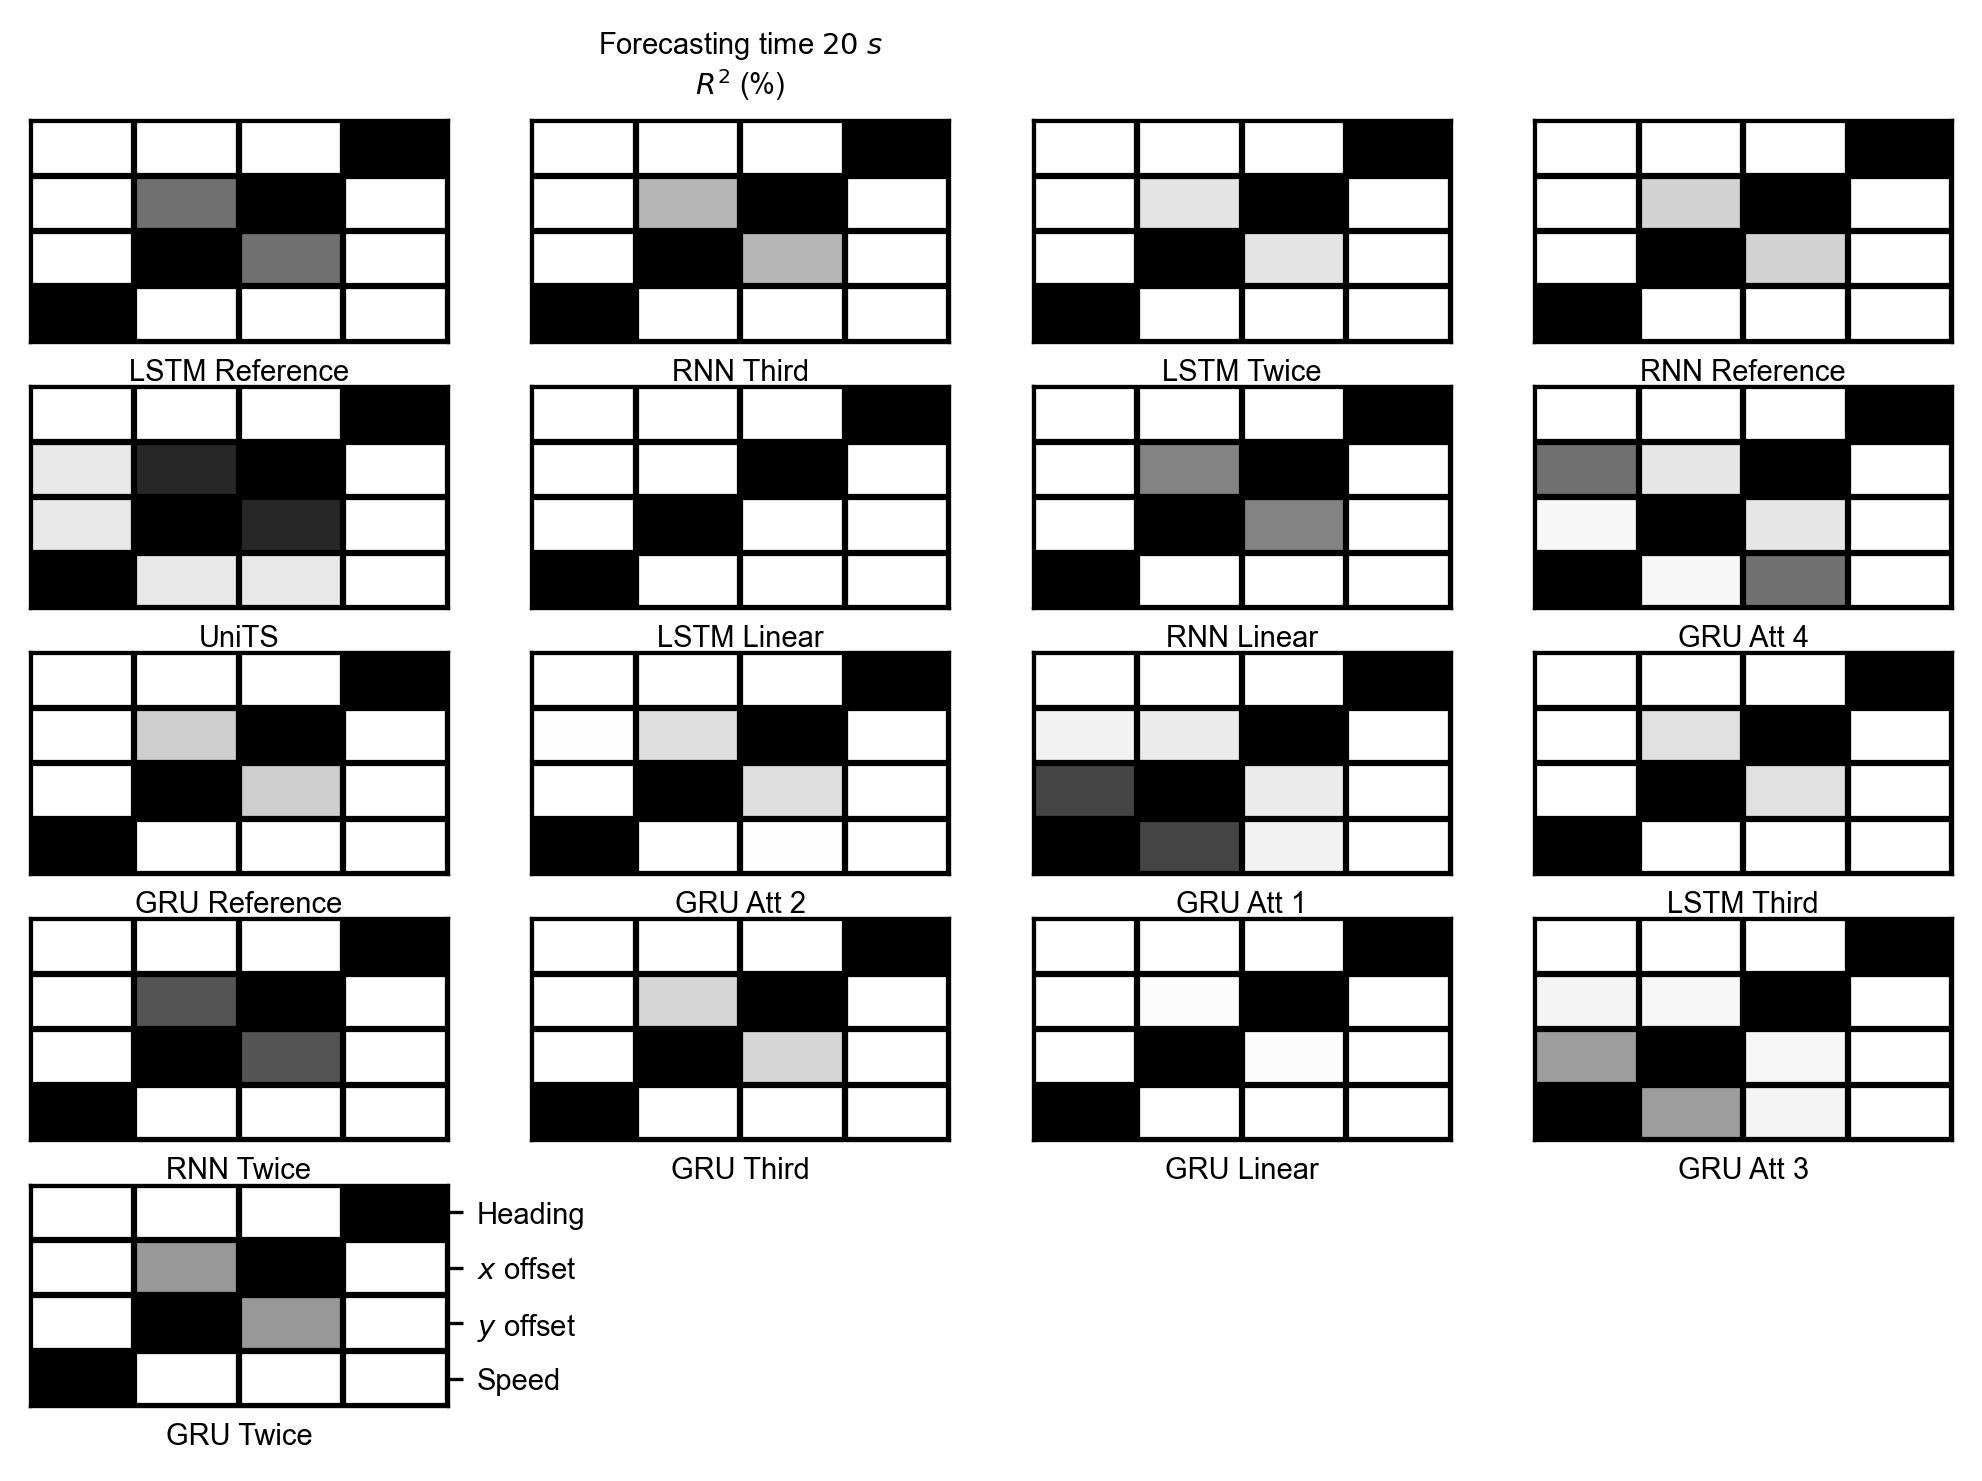 Forecasting time 20 s
R² (%)
LSTM Reference
RNN Third
LSTM Twice
RNN Reference
UniTS
LSTM Linear
RNN Linear
GRU Att 4
GRU Reference
GRU Att 2
GRU Att 1
LSTM Third
RNN Twice
GRU Third
GRU Linear
GRU Att 3
Heading
x offset
y offset
Speed
GRU Twice